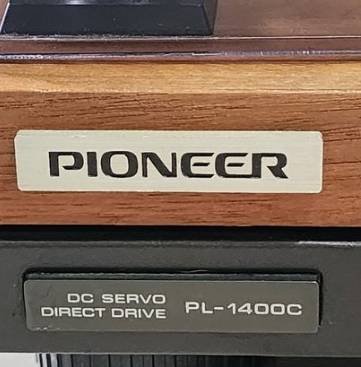 PIONEER
DC SERVO
DIRECT DRIVE PL-1400C